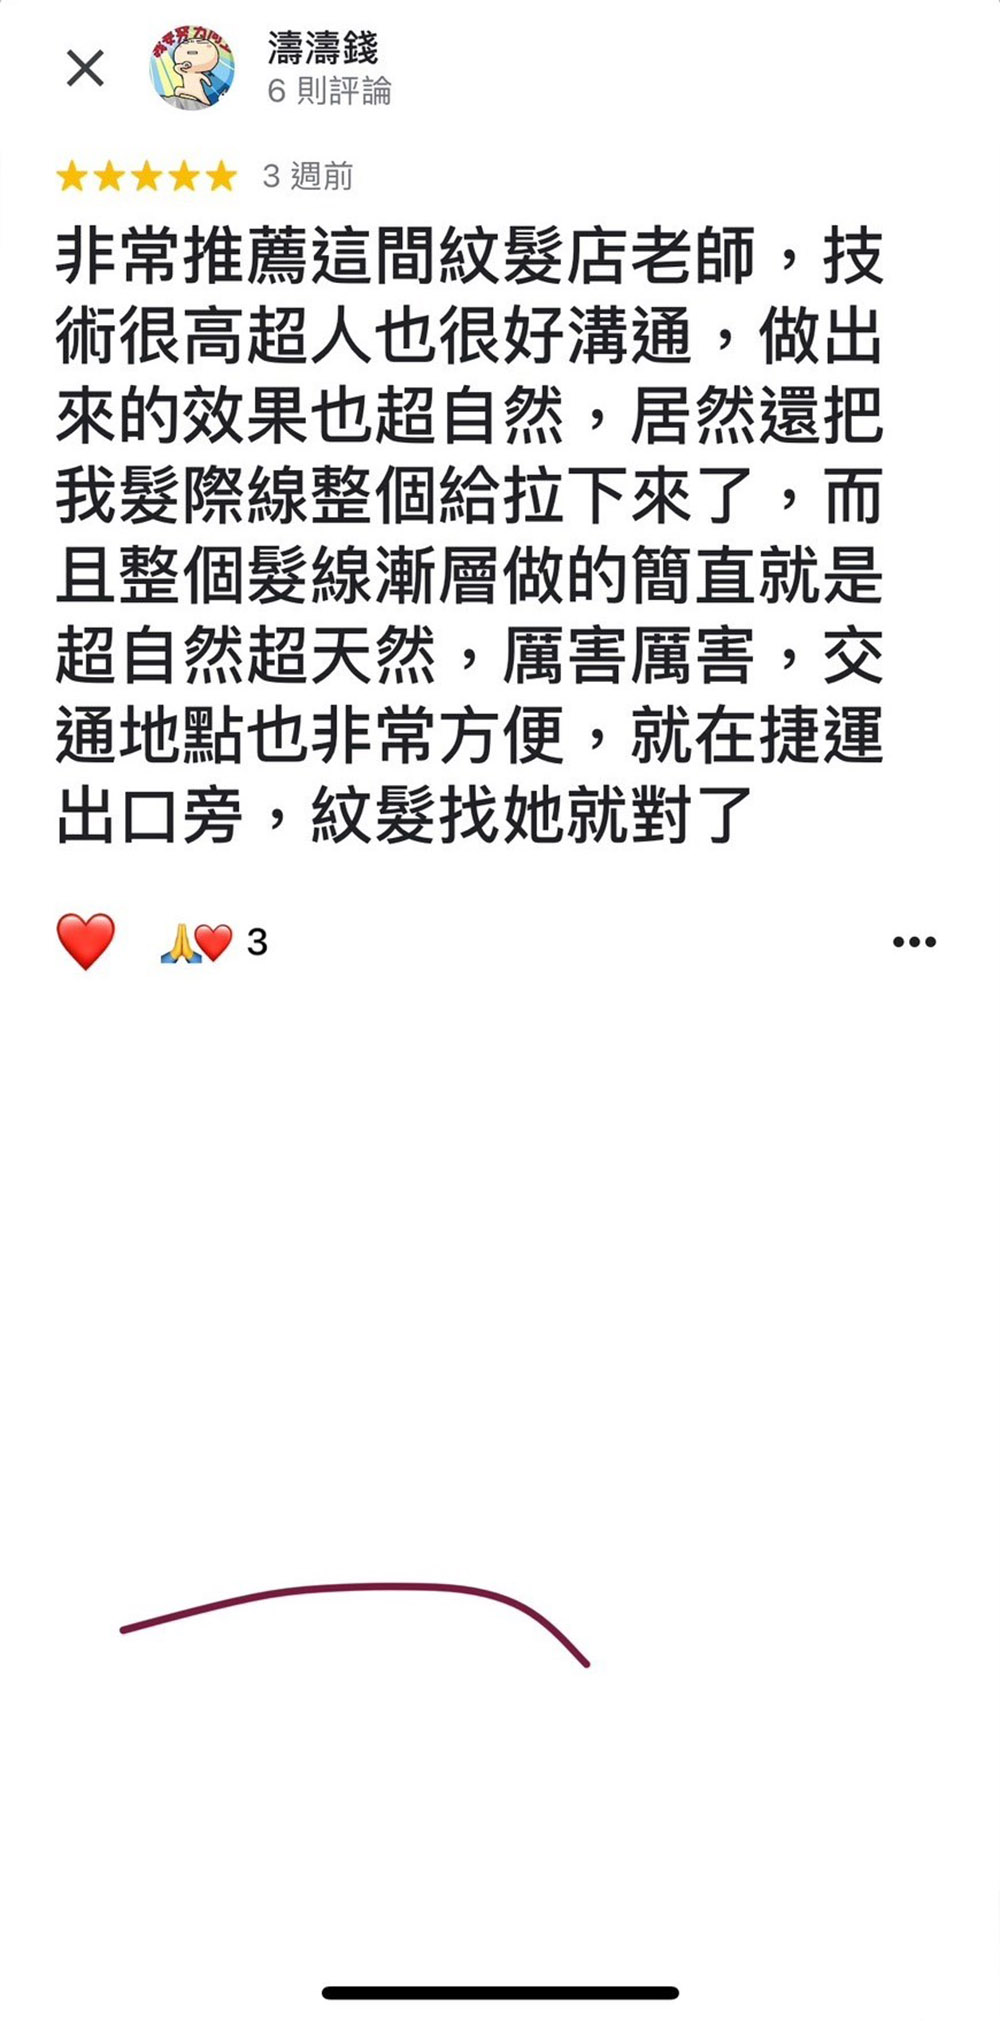 濤濤錢
6 則評論
3 週前
非常推薦這間紋髮店老師，技
術很高超人也很好溝通，做出
來的效果也超自然，居然還把
我髮際線整個給拉下來了，而
且整個髮線漸層做的簡直就是
超自然超天然，厲害厲害，交
通地點也非常方便，就在捷運
出口旁，紋髮找她就對了
3